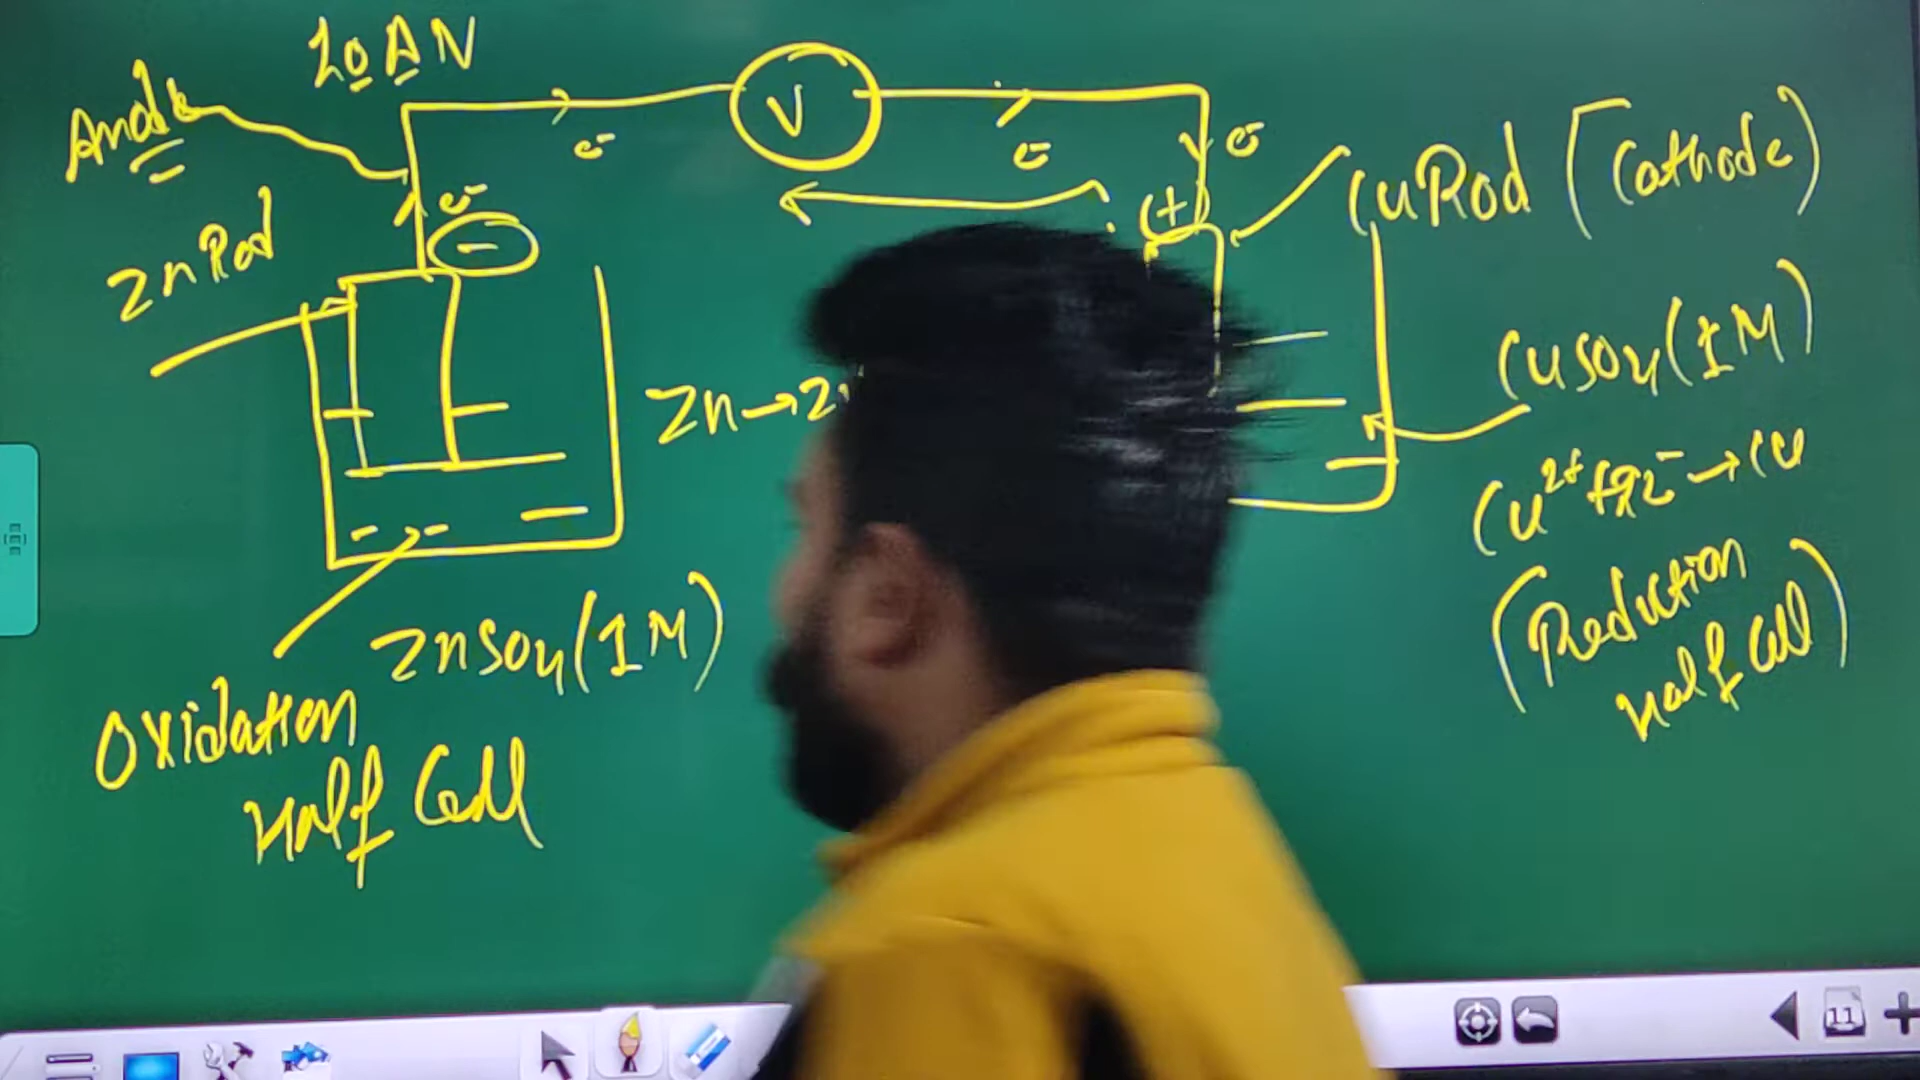 LOAN
Anode
V
e-
e-
e-
e-
(-)
(+)
Zn Rod
Cu Rod (Cathode)
CuSO4 (1M)
Zn→
Cu2+ + 2e- → Cu
(Reduction
Half Cell)
ZnSO4 (1M)
Oxidation
Half Cell
11